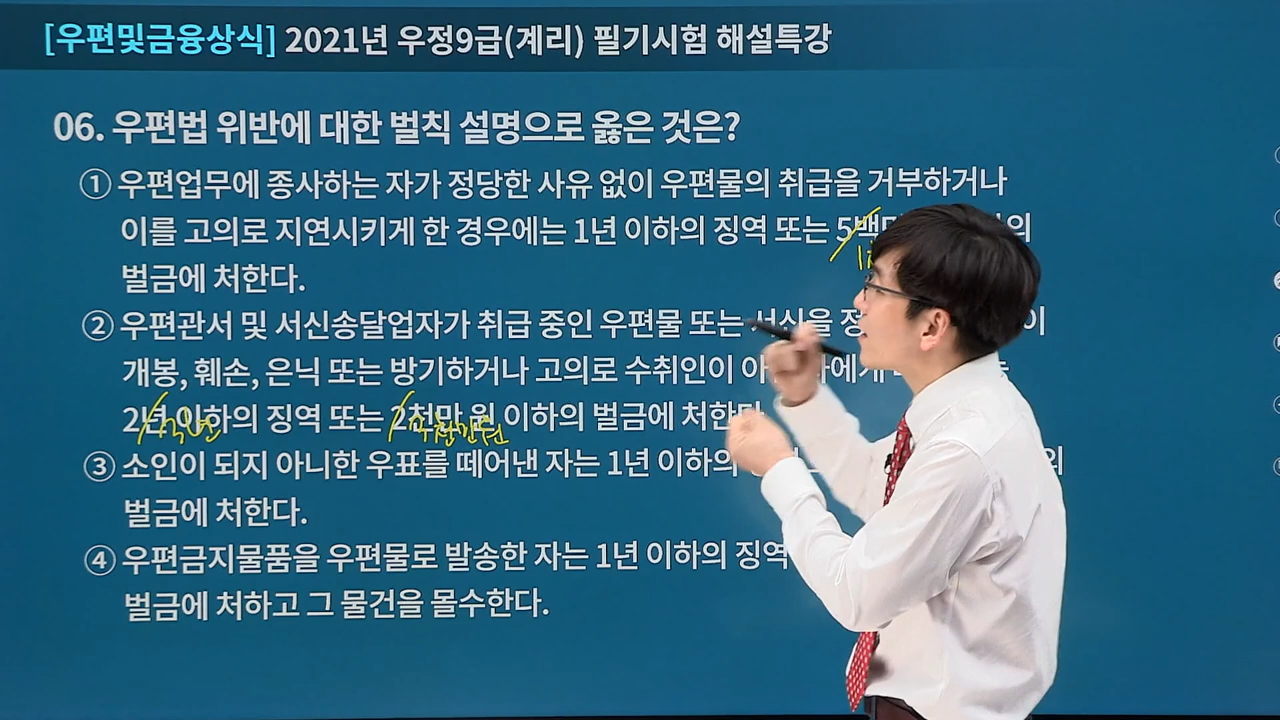 [우편및금융상식] 2021년 우정9급(계리) 필기시험 해설특강
06. 우편법 위반에 대한 벌칙 설명으로 옳은 것은?
① 우편업무에 종사하는 자가 정당한 사유 없이 우편물의 취급을 거부하거나
이를 고의로 지연시키게 한 경우에는 1년 이하의 징역 또는
벌금에 처한다.
② 우편관서 및 서신송달업자가 취급 중인 우편물 또는 서신을
개봉, 훼손, 은닉 또는 방기하거나 고의로 수취인이
2년 이하의 징역 또는 2천만 원 이하의 벌금에 처한다.
③ 소인이 되지 아니한 우표를 떼어낸 자는 1년 이하의
벌금에 처한다.
④ 우편금지물품을 우편물로 발송한 자는 1년 이하의 징역
벌금에 처하고 그 물건을 몰수한다.